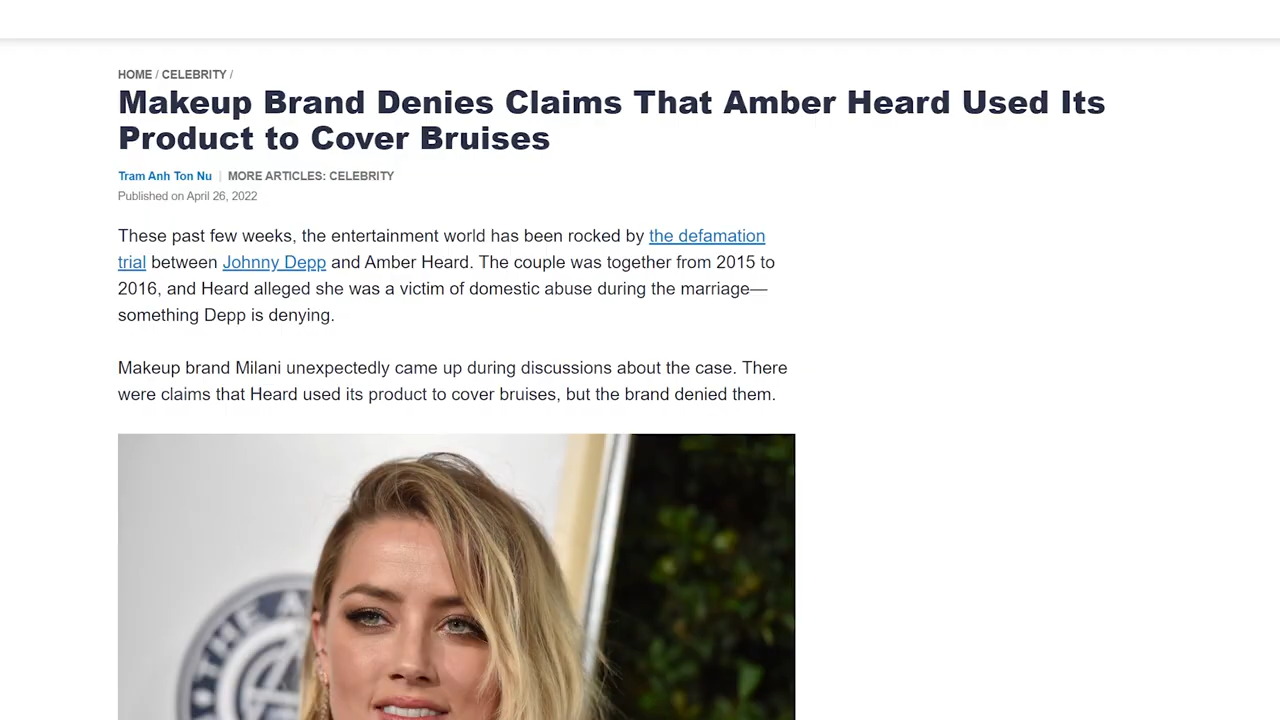 HOME / CELEBRITY /
Makeup Brand Denies Claims That Amber Heard Used Its
Product to Cover Bruises
Tram Anh Ton Nu | MORE ARTICLES: CELEBRITY
Published on April 26, 2022
These past few weeks, the entertainment world has been rocked by the defamation
trial between Johnny Depp and Amber Heard. The couple was together from 2015 to
2016, and Heard alleged she was a victim of domestic abuse during the marriage—
something Depp is denying.
Makeup brand Milani unexpectedly came up during discussions about the case. There
were claims that Heard used its product to cover bruises, but the brand denied them.
THE A